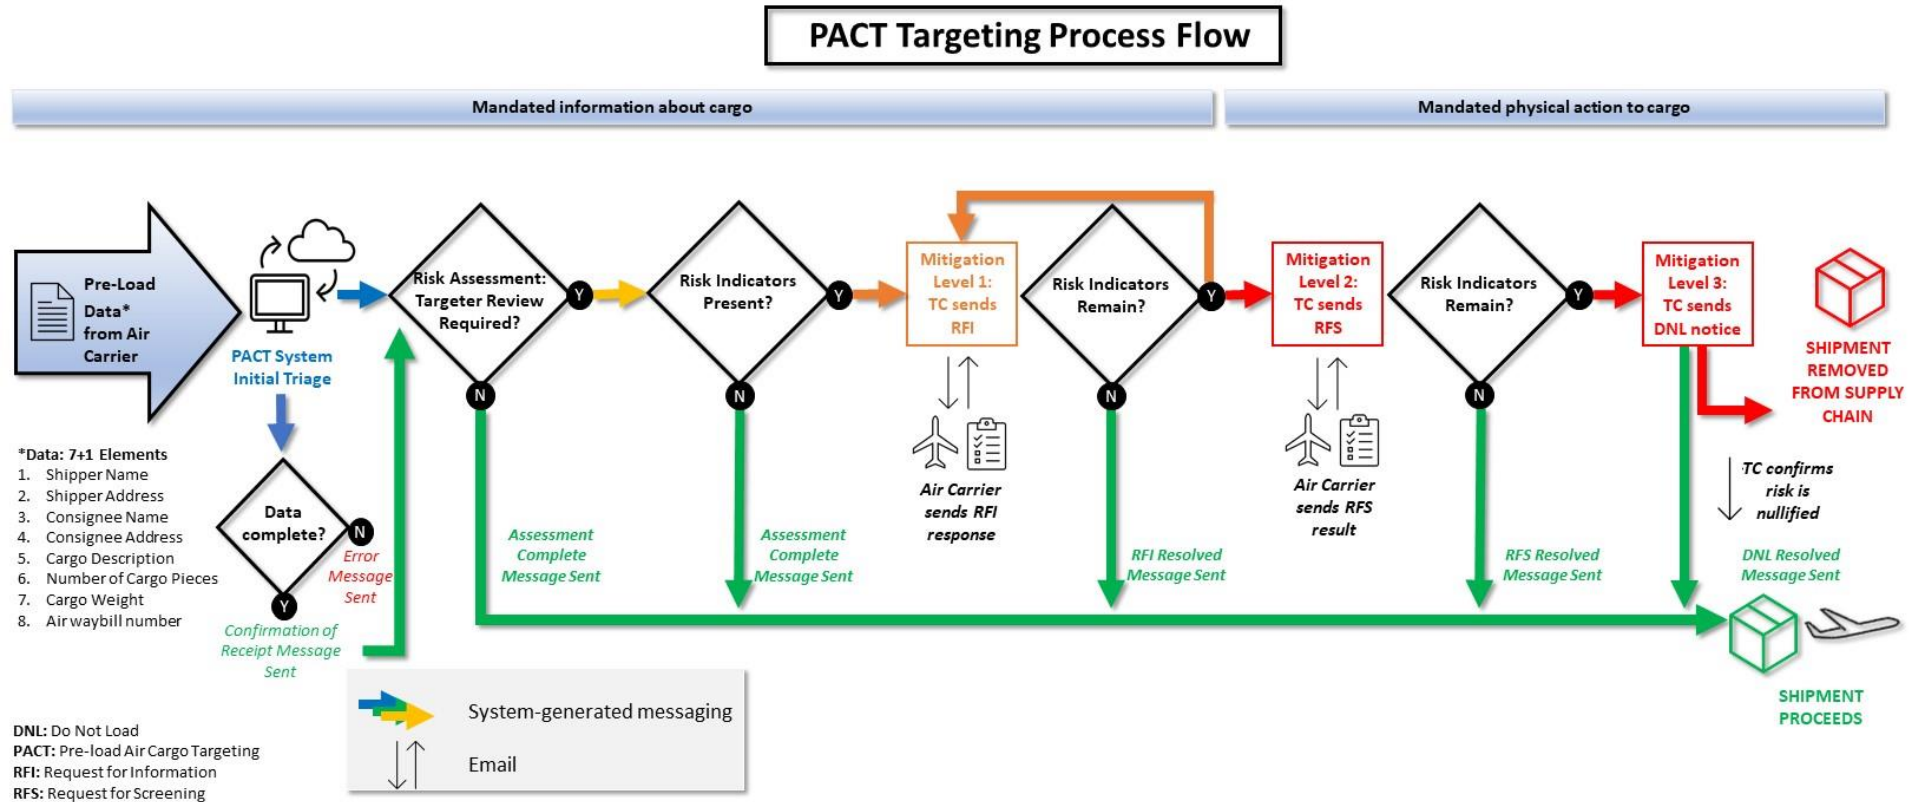 PACT Targeting Process Flow
Mandated information about cargo
Mandated physical action to cargo
Pre-Load
Data*
from Air
Carrier
PACT System
Initial Triage
Risk Assessment:
Targeter Review
Required?
Y
N
Risk Indicators
Present?
Y
N
Mitigation
Level 1:
TC sends
RFI
Risk Indicators
Remain?
Y
N
Mitigation
Level 2:
TC sends
RFS
Risk Indicators
Remain?
Y
N
Mitigation
Level 3:
TC sends
DNL notice
SHIPMENT
REMOVED
FROM SUPPLY
CHAIN
*Data: 7+1 Elements
1. Shipper Name
2. Shipper Address
3. Consignee Name
4. Consignee Address
5. Cargo Description
6. Number of Cargo Pieces
7. Cargo Weight
8. Air waybill number
Data
complete?
N
Error
Message
Sent
Y
Confirmation of
Receipt Message
Sent
Assessment
Complete
Message Sent
Assessment
Complete
Message Sent
Air Carrier
sends RFI
response
RFI Resolved
Message Sent
Air Carrier
sends RFS
result
RFS Resolved
Message Sent
TC confirms
risk is
nullified
DNL Resolved
Message Sent
SHIPMENT
PROCEEDS
System-generated messaging
Email
DNL: Do Not Load
PACT: Pre-load Air Cargo Targeting
RFI: Request for Information
RFS: Request for Screening